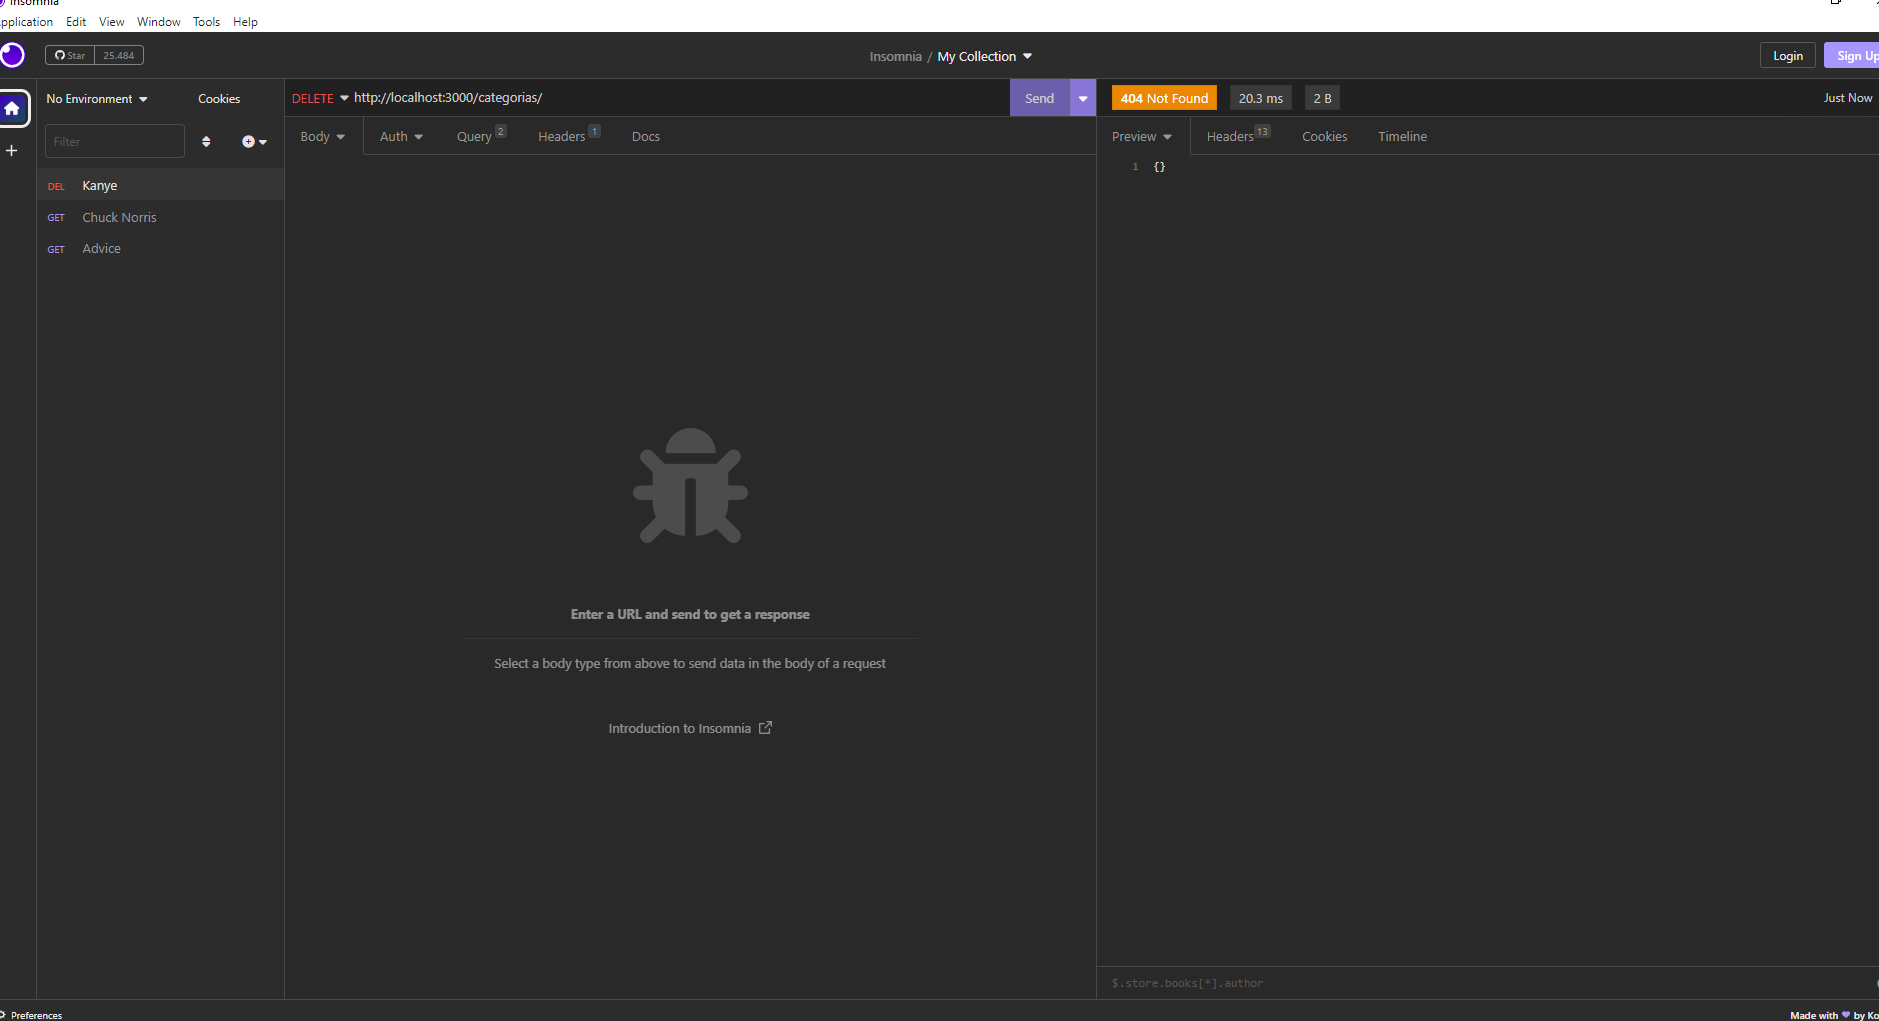 Insomnia
pplication Edit View Window Tools Help
Star 25.484
Insomnia / My Collection
Login Sign Up
No Environment Cookies
DELETE http://localhost:3000/categorias/ Send
404 Not Found 20.3 ms 2 B Just Now
Filter
Body Auth Query 2 Headers 1 Docs
Preview Headers 13 Cookies Timeline
1 {}
DEL Kanye
GET Chuck Norris
GET Advice
Enter a URL and send to get a response
Select a body type from above to send data in the body of a request
Introduction to Insomnia
$.store.books[*].author
Preferences
Made with ♥ by Ko